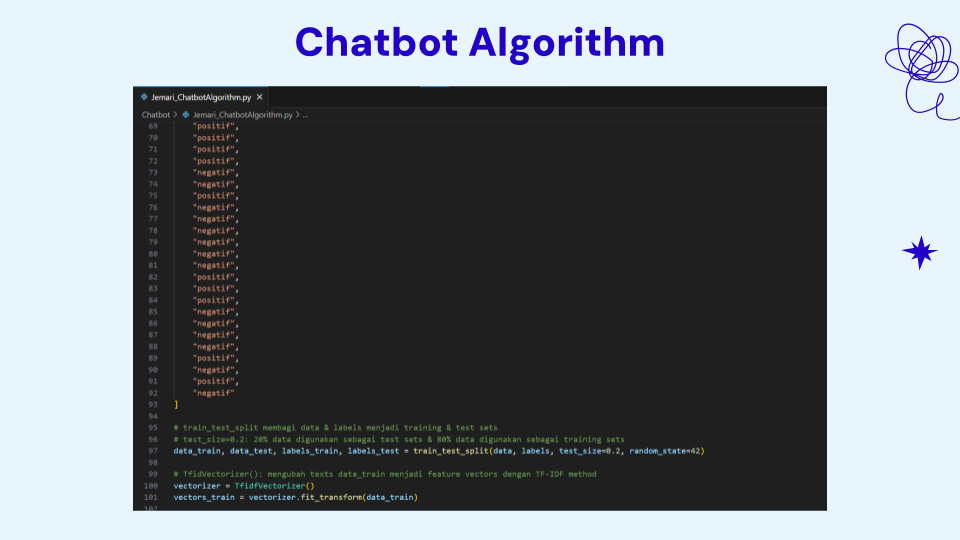 Chatbot Algorithm
Jemari_ChatbotAlgorithm.py ×
Chatbot > Jemari_ChatbotAlgorithm.py > ...
69 "positif",
70 "positif",
71 "positif",
72 "positif",
73 "negatif",
74 "negatif",
75 "positif",
76 "negatif",
77 "negatif",
78 "negatif",
79 "negatif",
80 "negatif",
81 "negatif",
82 "positif",
83 "positif",
84 "positif",
85 "negatif",
86 "negatif",
87 "negatif",
88 "negatif",
89 "positif",
90 "negatif",
91 "positif",
92 "negatif"
93 ]
94
95 # train_test_split membagi data & labels menjadi training & test sets
96 # test_size=0.2: 20% data digunakan sebagai test sets & 80% data digunakan sebagai training sets
97 data_train, data_test, labels_train, labels_test = train_test_split(data, labels, test_size=0.2, random_state=42)
98
99 # TfidVectorizer(): mengubah texts data_train menjadi feature vectors dengan TF-IDF method
100 vectorizer = TfidfVectorizer()
101 vectors_train = vectorizer.fit_transform(data_train)
102